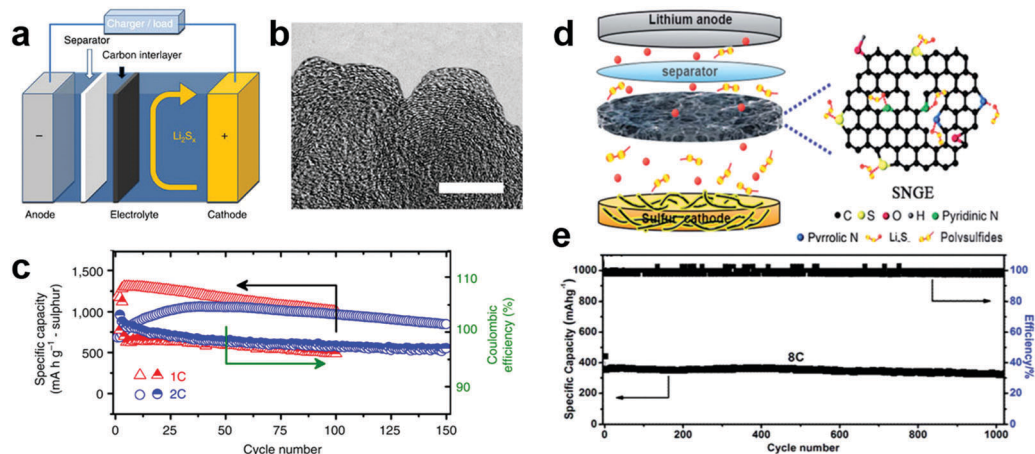 a
Charger / load
Separator
Carbon interlayer
−
Li₂Sₓ
+
Anode
Electrolyte
Cathode
b
c
1,500
1,000
500
0
Specific capacity
(mA h g⁻¹ - sulphur)
110
100
90
Coulombic
efficiency (%)
1C
2C
0
25
50
75
100
125
150
Cycle number
d
Lithium anode
separator
Sulfur cathode
SNGE
C S O H Pyridinic N
Pyrrolic N Li₂S Polysulfides
e
1000
800
600
400
200
0
Specific Capacity (mAhg⁻¹)
8C
100
80
60
40
20
0
Efficiency/%
0
200
400
600
800
1000
Cycle number